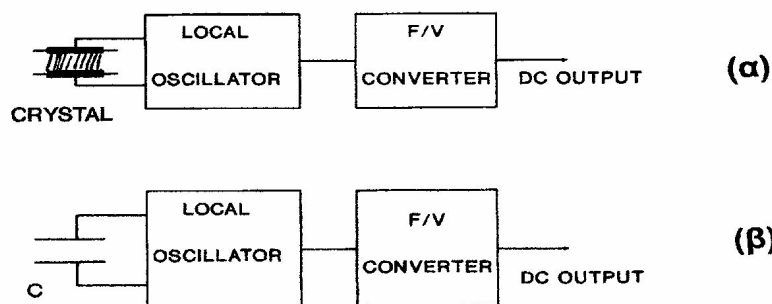 LOCAL
OSCILLATOR
F/V
CONVERTER
DC OUTPUT
(α)
CRYSTAL
LOCAL
OSCILLATOR
F/V
CONVERTER
DC OUTPUT
(β)
C